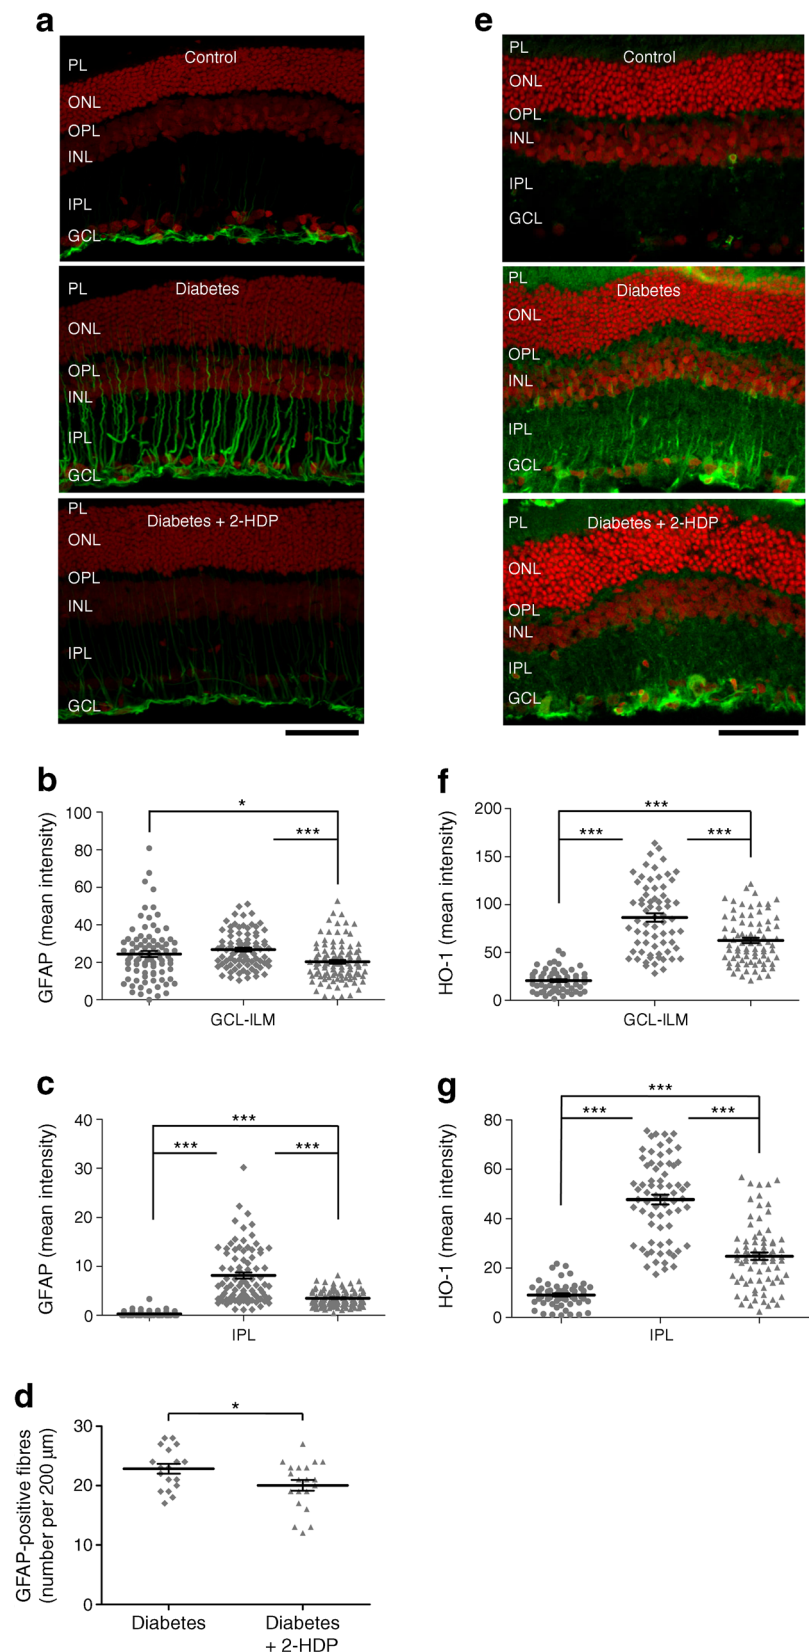 a
Control
PL
ONL
OPL
INL
IPL
GCL
Diabetes
PL
ONL
OPL
INL
IPL
GCL
Diabetes + 2-HDP
PL
ONL
OPL
INL
IPL
GCL
b
GFAP (mean intensity)
100
80
60
40
20
0
*
***
GCL-ILM
c
GFAP (mean intensity)
40
30
20
10
0
***
***
***
IPL
d
GFAP-positive fibres
(number per 200 μm)
30
20
10
0
*
Diabetes
Diabetes
+ 2-HDP
e
Control
PL
ONL
OPL
INL
IPL
GCL
Diabetes
PL
ONL
OPL
INL
IPL
GCL
Diabetes + 2-HDP
PL
ONL
OPL
INL
IPL
GCL
f
HO-1 (mean intensity)
200
150
100
50
0
***
***
***
GCL-ILM
g
HO-1 (mean intensity)
80
60
40
20
0
***
***
***
IPL